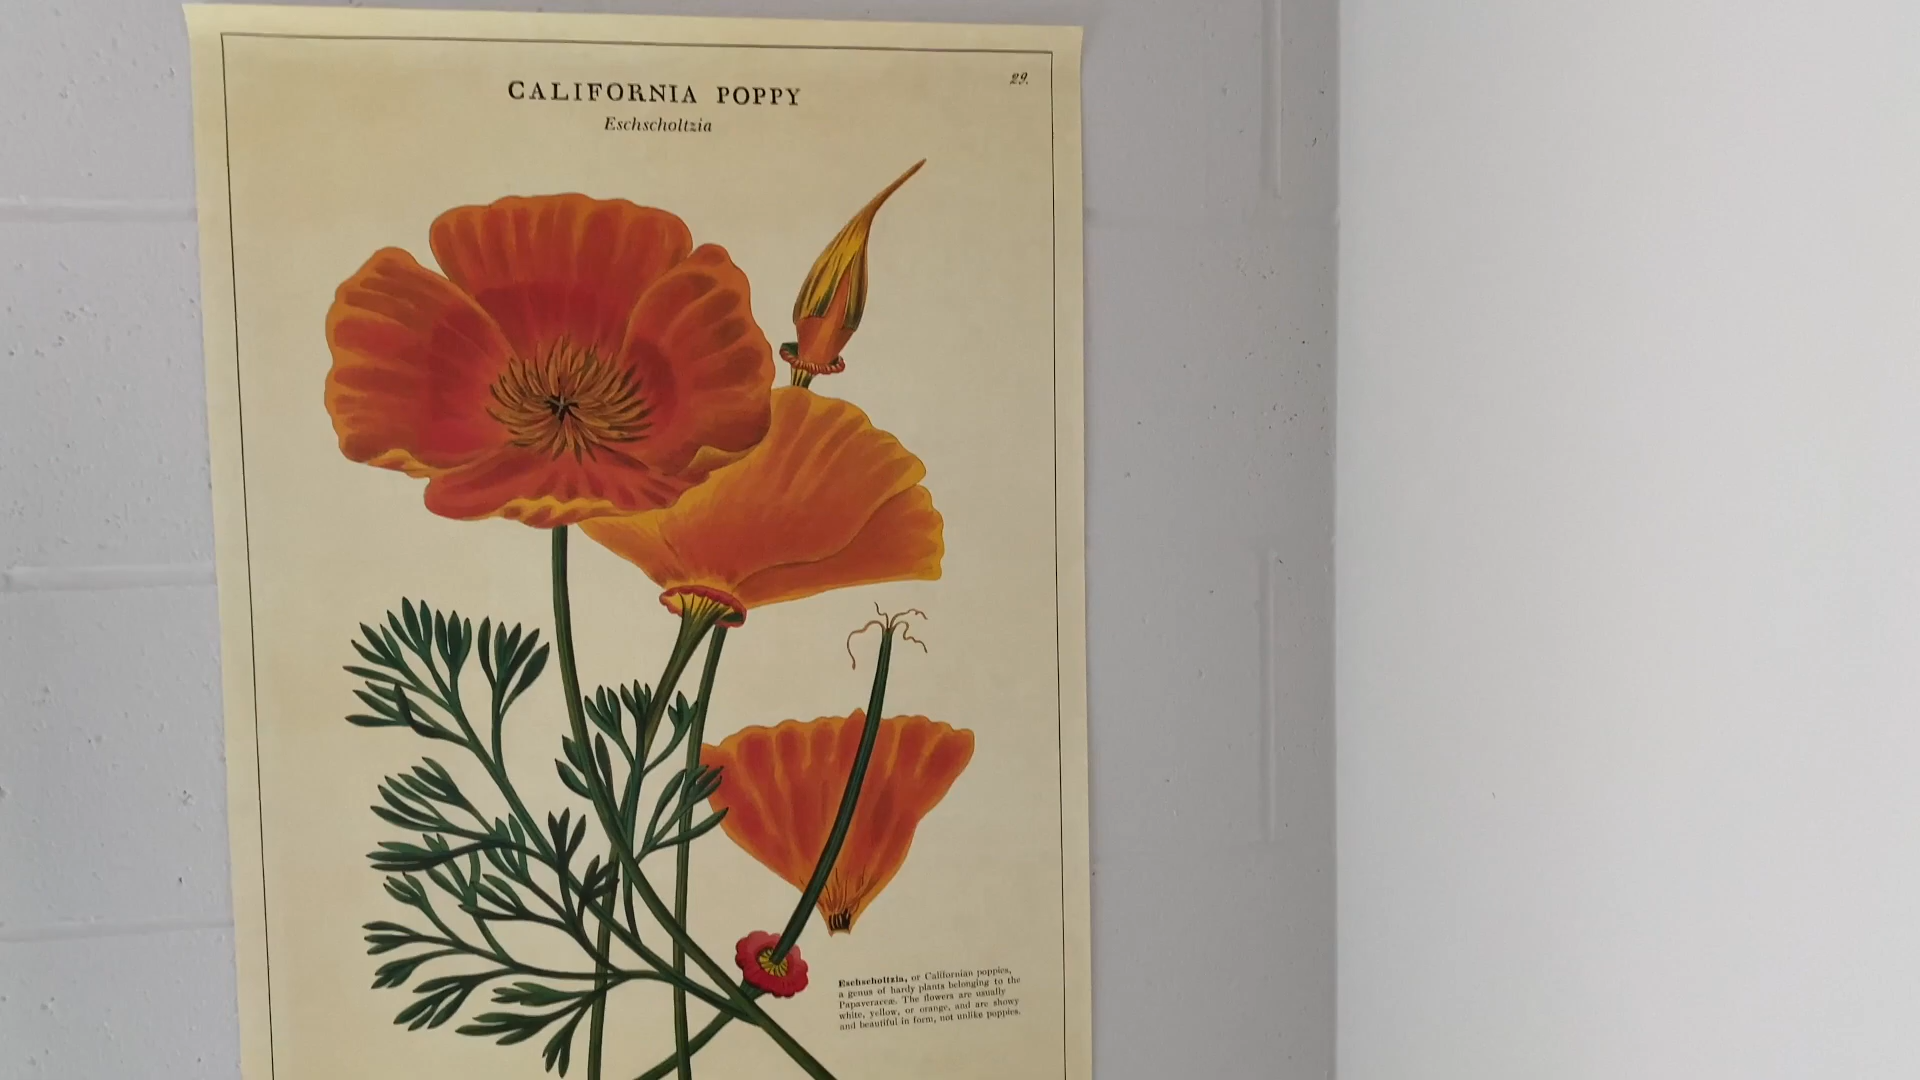 29.
CALIFORNIA POPPY
Eschscholtzia
Eschscholtzia, or Californian poppies,
a genus of hardy plants belonging to the
Papaveraceæ. The flowers are usually
white, yellow, or orange, and are showy
and beautiful in form, not unlike poppies.